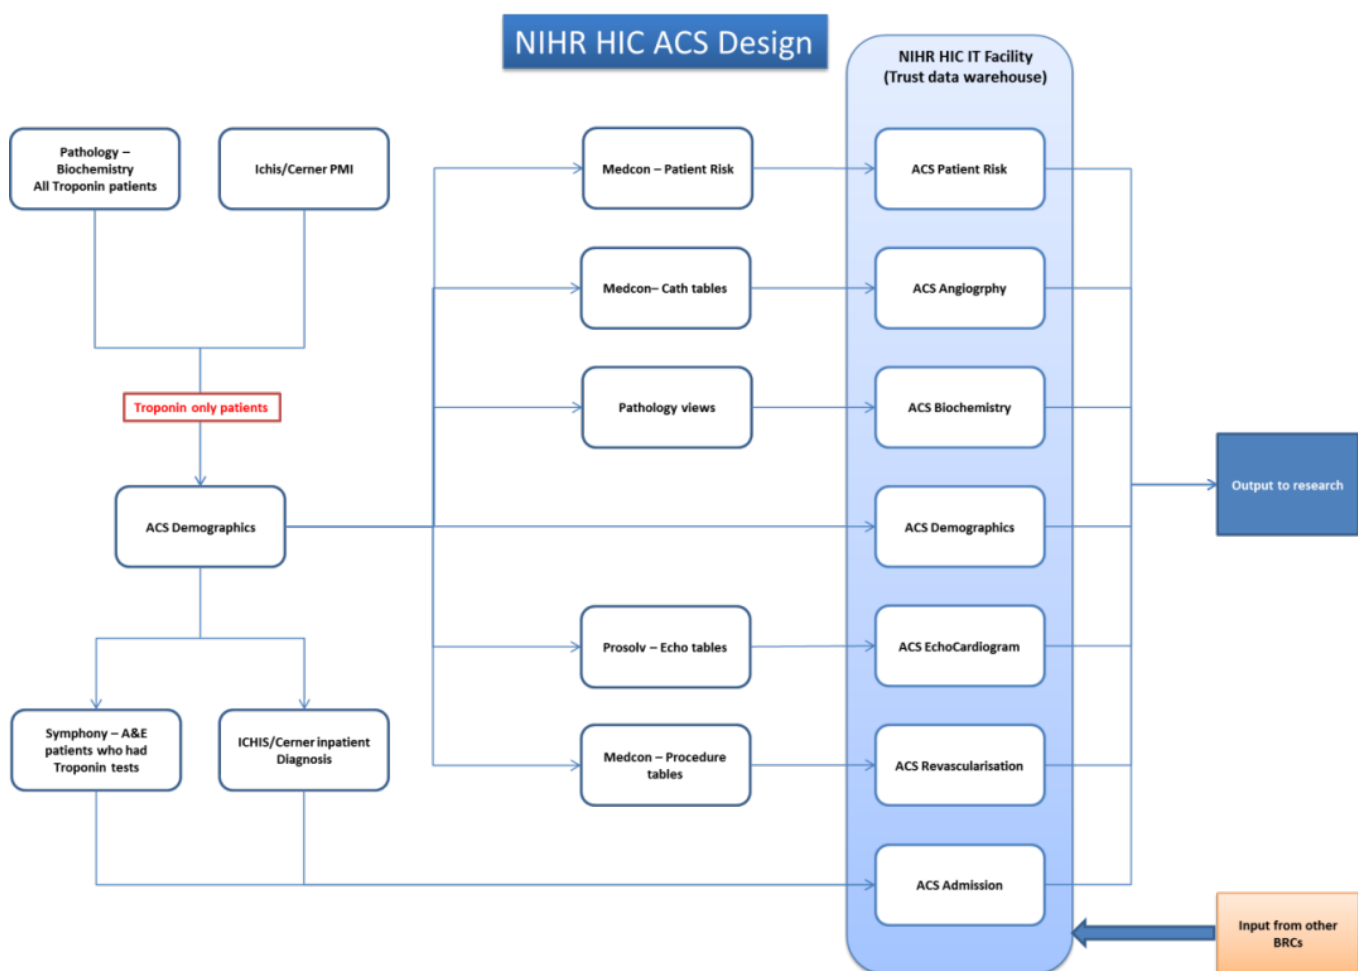 NIHR HIC ACS Design
NIHR HIC IT Facility
(Trust data warehouse)
Pathology –
Biochemistry
All Troponin patients
Ichis/Cerner PMI
Medcon – Patient Risk
ACS Patient Risk
Medcon– Cath tables
ACS Angiogrphy
Troponin only patients
Pathology views
ACS Biochemistry
Output to research
ACS Demographics
ACS Demographics
Prosolv – Echo tables
ACS EchoCardiogram
Symphony – A&E
patients who had
Troponin tests
ICHIS/Cerner inpatient
Diagnosis
Medcon – Procedure
tables
ACS Revascularisation
ACS Admission
Input from other
BRCs